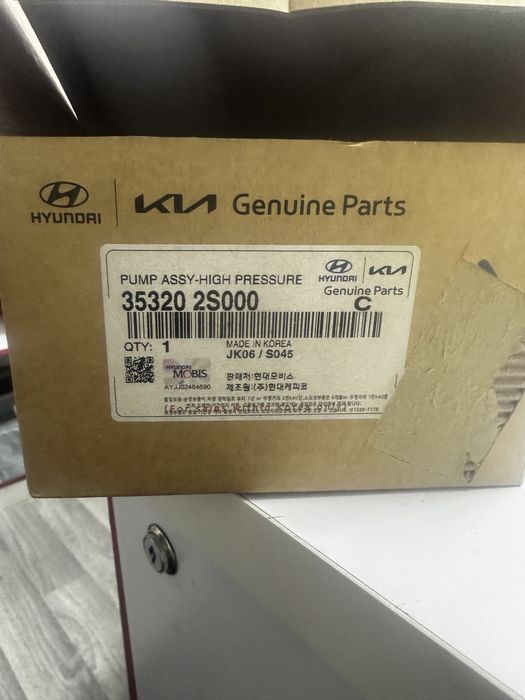 HYUNDAI KIA Genuine Parts
HYUNDAI KIA
PUMP ASSY-HIGH PRESSURE
Genuine Parts
35320 2S000 C
QTY: 1 MADE IN KOREA
JK06 / S045
HYUNDAI
MOBIS
판매처:현대모비스
AYJJ02484690
제조원:(주)현대케피코